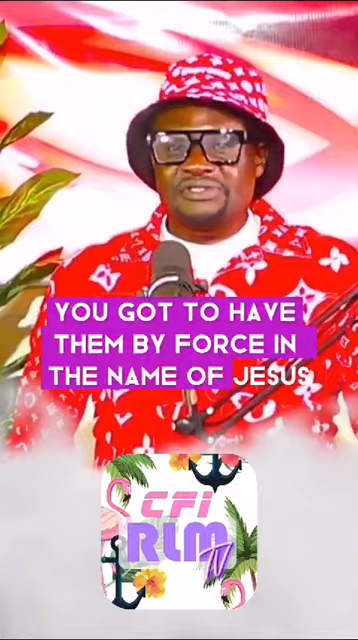 YOU GOT TO HAVE
THEM BY FORCE IN
THE NAME OF JESUS
CFI
RLM
TV